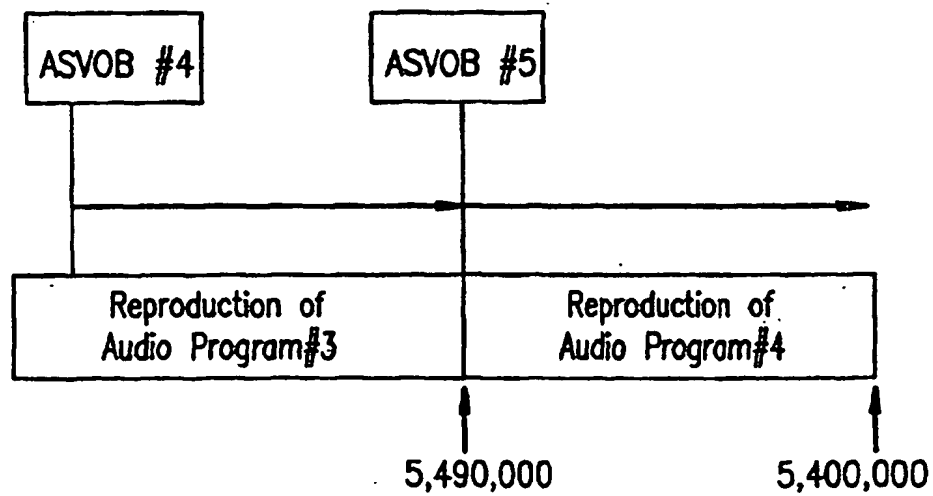 ASVOB #4
ASVOB #5
Reproduction of
Audio Program#3
Reproduction of
Audio Program#4
5,490,000
5,400,000